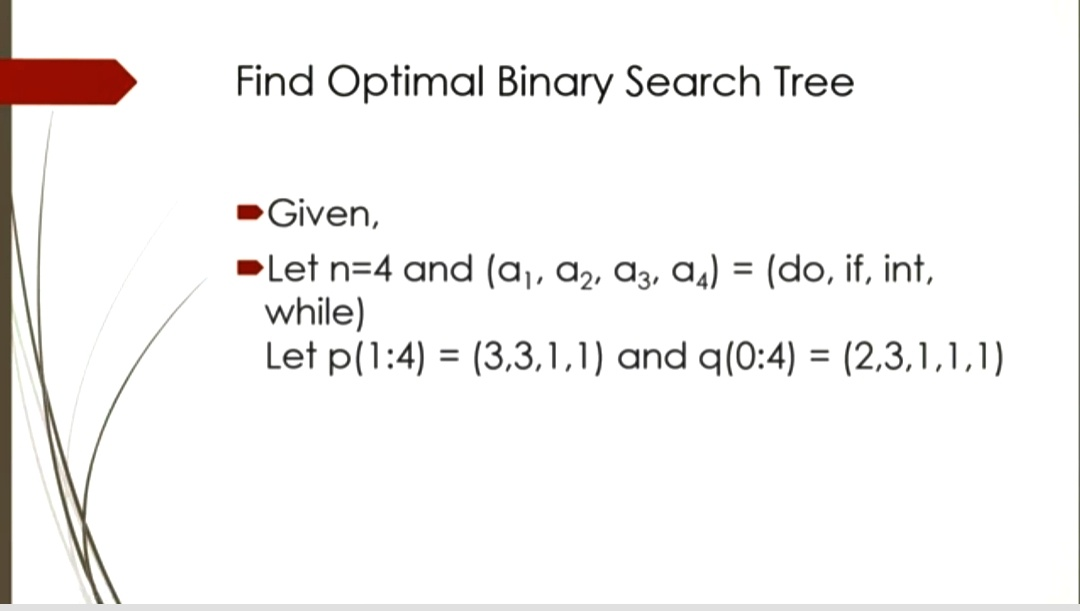 Find Optimal Binary Search Tree
Given,
Let n=4 and (a₁, a₂, a₃, a₄) = (do, if, int,
while)
Let p(1:4) = (3,3,1,1) and q(0:4) = (2,3,1,1,1)